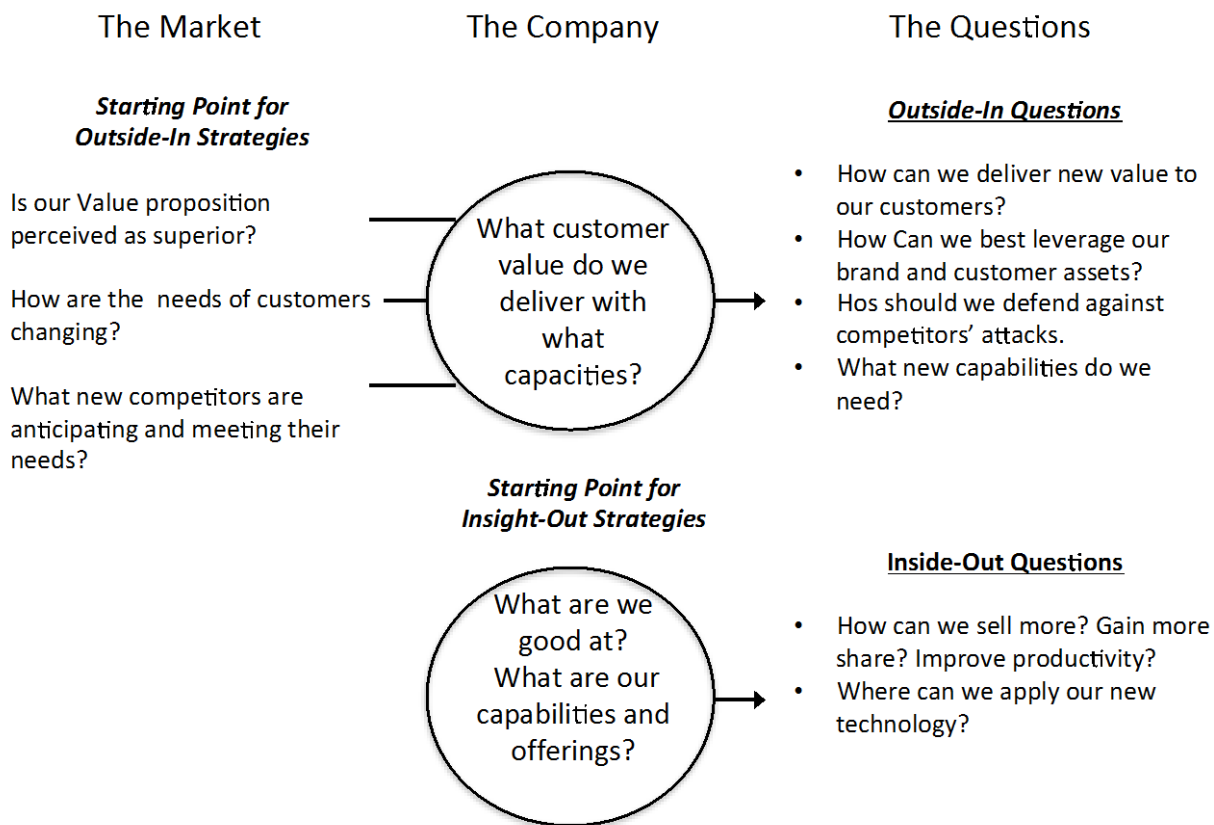 The Market
The Company
The Questions
Starting Point for
Outside-In Strategies
Is our Value proposition
perceived as superior?
How are the  needs of customers
changing?
What new competitors are
anticipating and meeting their
needs?
What customer
value do we
deliver with
what
capacities?
Outside-In Questions
• How can we deliver new value to
our customers?
• How Can we best leverage our
brand and customer assets?
• Hos should we defend against
competitors’ attacks.
• What new capabilities do we
need?
Starting Point for
Insight-Out Strategies
What are we
good at?
What are our
capabilities and
offerings?
Inside-Out Questions
• How can we sell more? Gain more
share? Improve productivity?
• Where can we apply our new
technology?